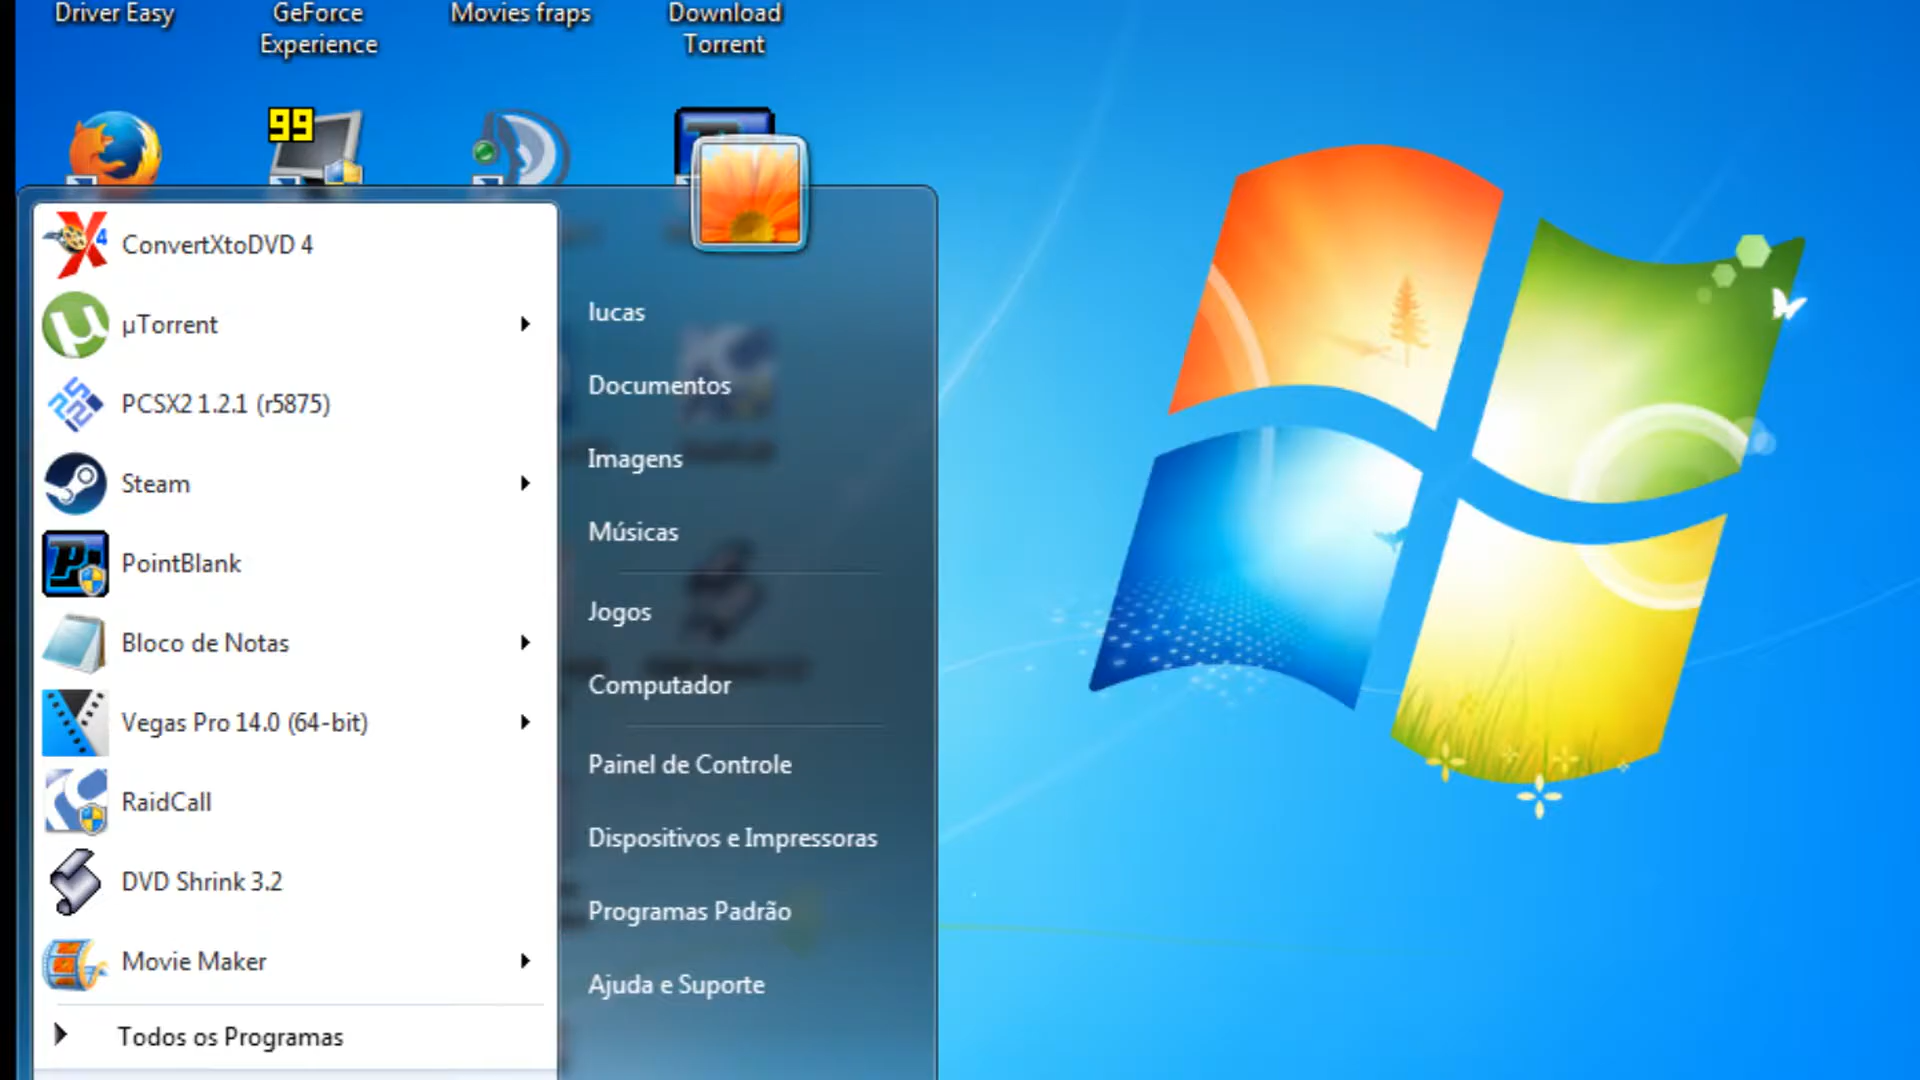 Driver Easy
GeForce
Experience
Movies fraps
Download
Torrent
99
ConvertXtoDVD 4
µTorrent
PCSX2 1.2.1 (r5875)
Steam
PointBlank
Bloco de Notas
Vegas Pro 14.0 (64-bit)
RaidCall
DVD Shrink 3.2
Movie Maker
Todos os Programas
lucas
Documentos
Imagens
Músicas
Jogos
Computador
Painel de Controle
Dispositivos e Impressoras
Programas Padrão
Ajuda e Suporte